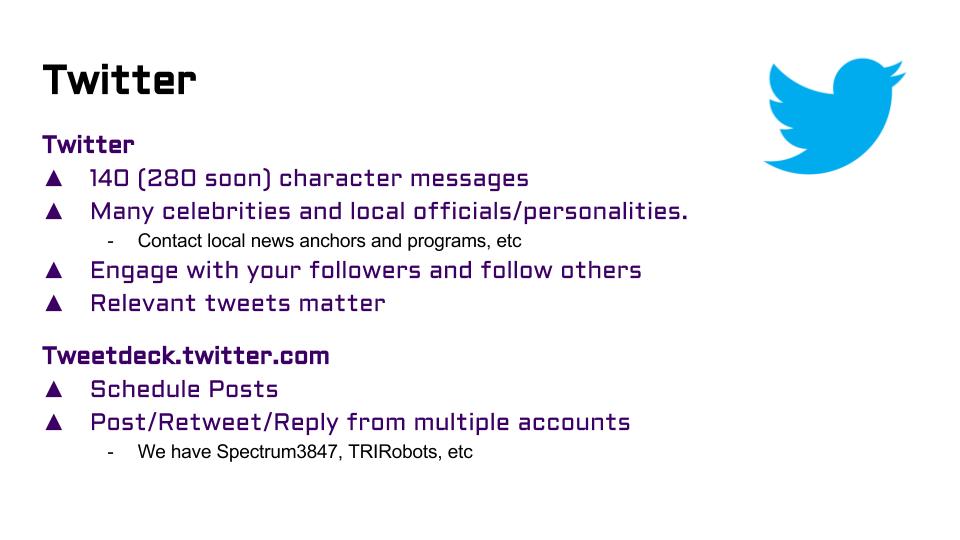 Twitter
Twitter
▲ 140 (280 soon) character messages
▲ Many celebrities and local officials/personalities.
- Contact local news anchors and programs, etc
▲ Engage with your followers and follow others
▲ Relevant tweets matter
Tweetdeck.twitter.com
▲ Schedule Posts
▲ Post/Retweet/Reply from multiple accounts
- We have Spectrum3847, TRIRobots, etc